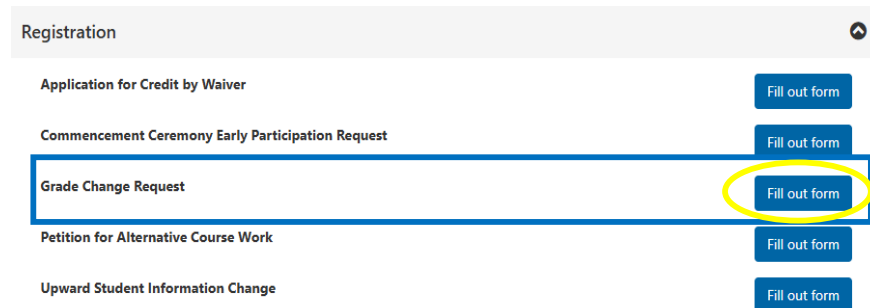 Registration
Application for Credit by Waiver
Fill out form
Commencement Ceremony Early Participation Request
Fill out form
Grade Change Request
Fill out form
Petition for Alternative Course Work
Fill out form
Upward Student Information Change
Fill out form